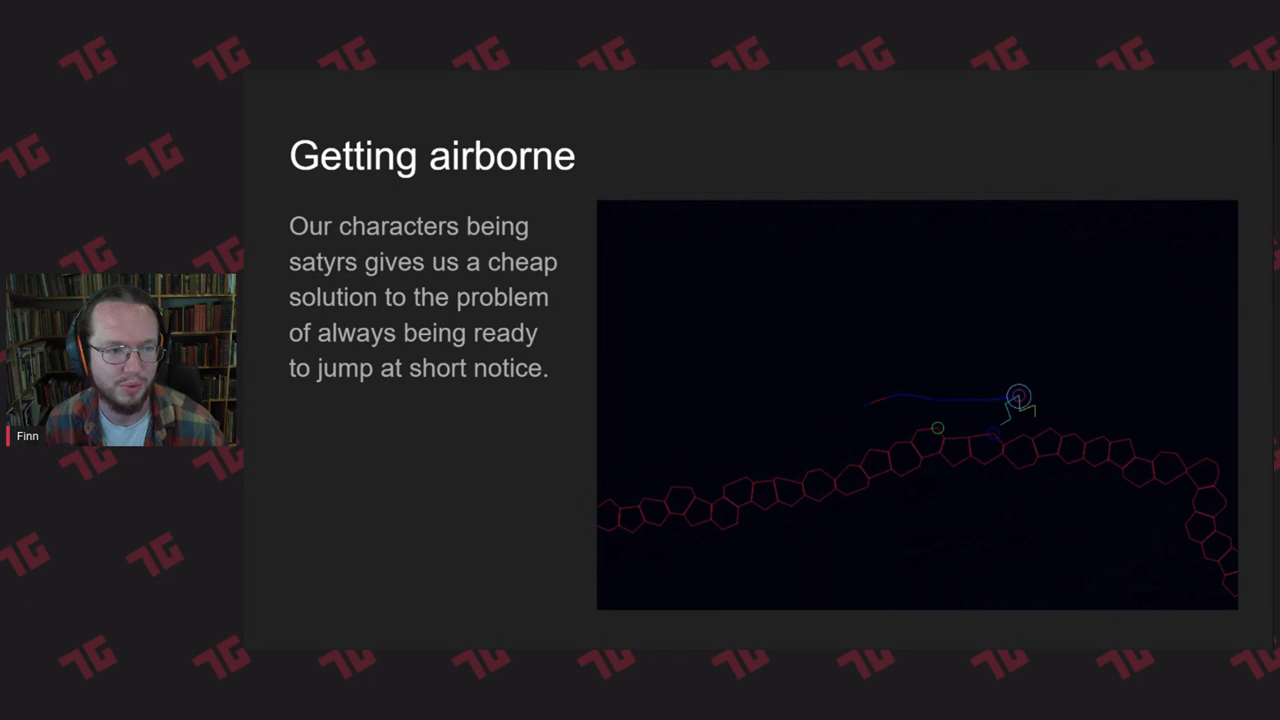 Getting airborne
Our characters being
satyrs gives us a cheap
solution to the problem
of always being ready
to jump at short notice.
Finn